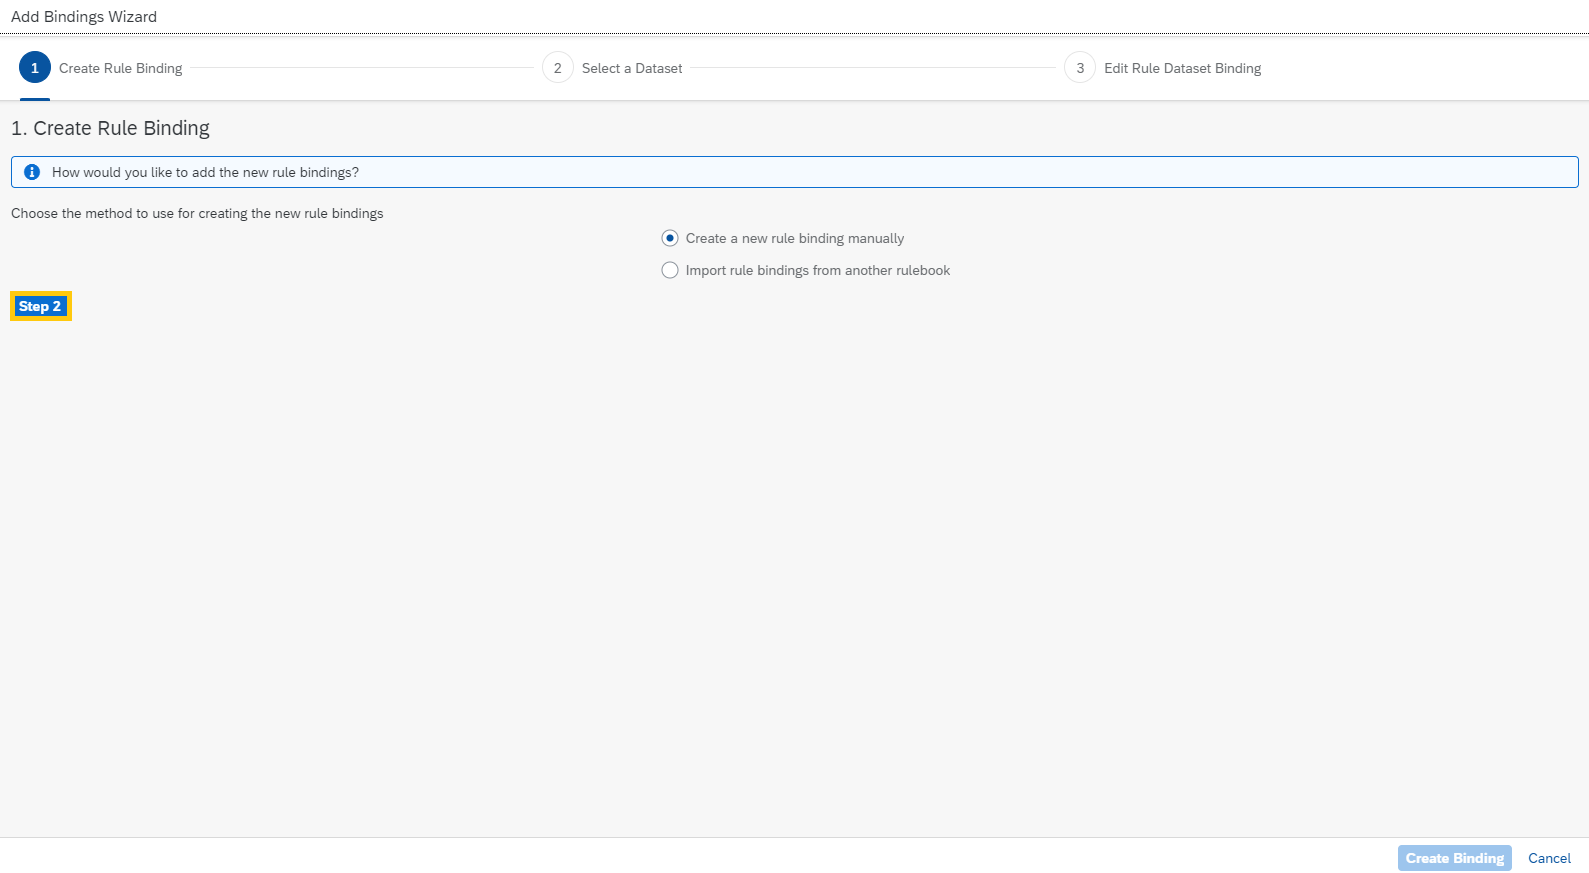 Add Bindings Wizard
1 Create Rule Binding 2 Select a Dataset 3 Edit Rule Dataset Binding
1. Create Rule Binding
How would you like to add the new rule bindings?
Choose the method to use for creating the new rule bindings
Create a new rule binding manually
Import rule bindings from another rulebook
Step 2
Create Binding Cancel